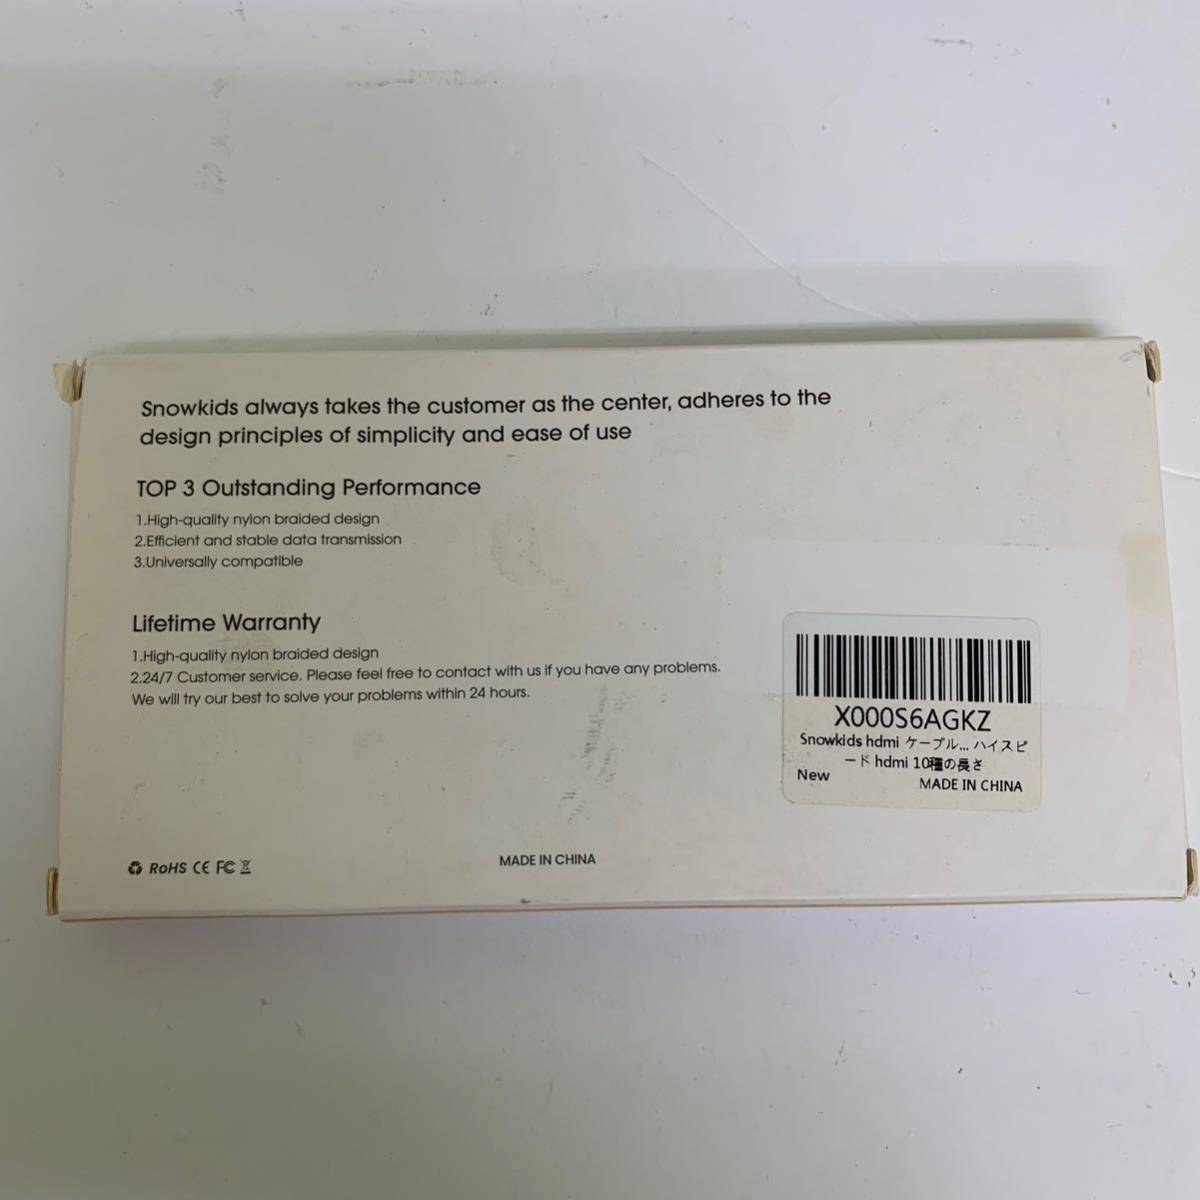 Snowkids always takes the customer as the center, adheres to the
design principles of simplicity and ease of use
TOP 3 Outstanding Performance
1.High-quality nylon braided design
2.Efficient and stable data transmission
3.Universally compatible
Lifetime Warranty
1.High-quality nylon braided design
2.24/7 Customer service. Please feel free to contact with us if you have any problems.
We will try our best to solve your problems within 24 hours.
X000S6AGKZ
Snowkids hdmi ケーブル... ハイスピ
ード hdmi 10種の長さ
New
MADE IN CHINA
RoHS CE FC
MADE IN CHINA